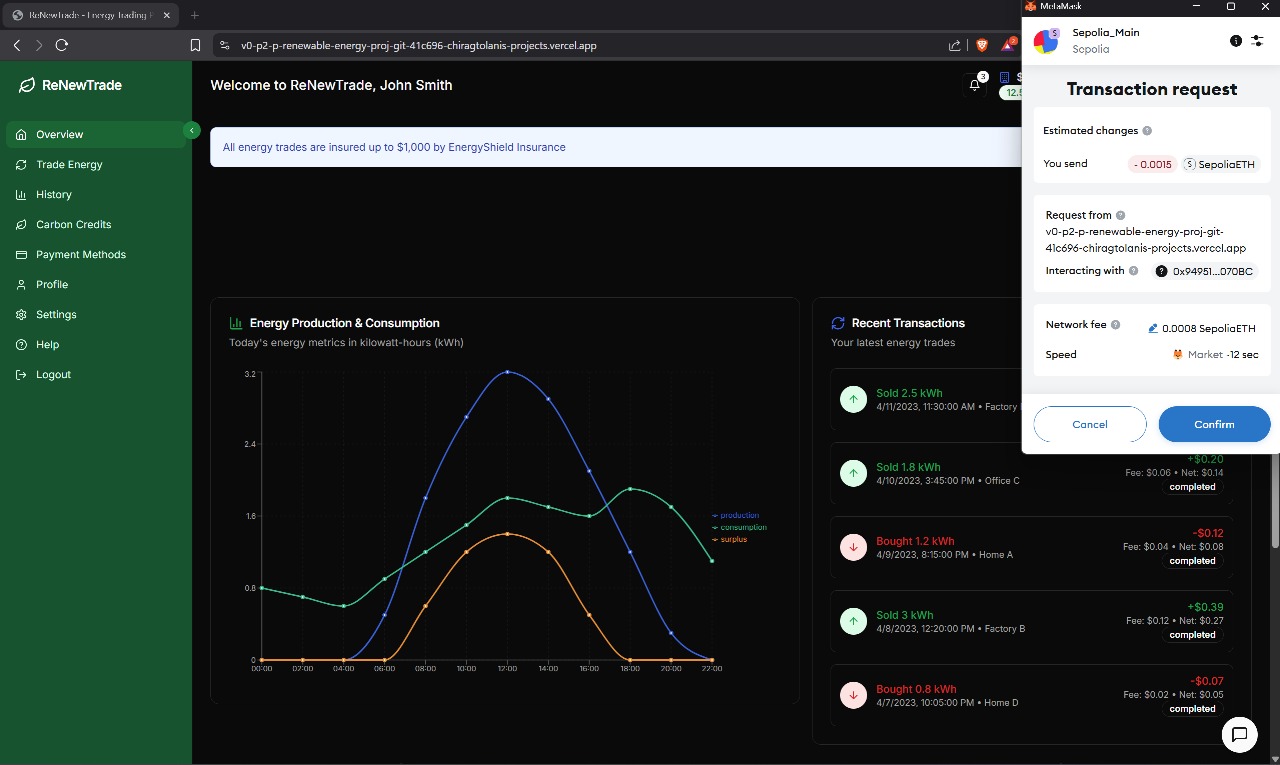 ReNewTrade - Energy Trading
v0-p2-p-renewable-energy-proj-git-41c696-chiragtolanis-projects.vercel.app
2
ReNewTrade
Overview
Trade Energy
History
Carbon Credits
Payment Methods
Profile
Settings
Help
Logout
Welcome to ReNewTrade, John Smith
3
$
12.5
All energy trades are insured up to $1,000 by EnergyShield Insurance
Energy Production & Consumption
Today's energy metrics in kilowatt-hours (kWh)
3.2
2.4
1.6
0.8
0
00:00 02:00 04:00 06:00 08:00 10:00 12:00 14:00 16:00 18:00 20:00 22:00
production
consumption
surplus
Recent Transactions
Your latest energy trades
Sold 2.5 kWh
4/11/2023, 11:30:00 AM • Factory
Sold 1.8 kWh
4/10/2023, 3:45:00 PM • Office C
+$0.20
Fee: $0.06 • Net: $0.14
completed
Bought 1.2 kWh
4/9/2023, 8:15:00 PM • Home A
-$0.12
Fee: $0.04 • Net: $0.08
completed
Sold 3 kWh
4/8/2023, 12:20:00 PM • Factory B
+$0.39
Fee: $0.12 • Net: $0.27
completed
Bought 0.8 kWh
4/7/2023, 10:05:00 PM • Home D
-$0.07
Fee: $0.02 • Net: $0.05
completed
MetaMask
S
Sepolia_Main
Sepolia
Transaction request
Estimated changes
You send
- 0.0015
S SepoliaETH
Request from
v0-p2-p-renewable-energy-proj-git-
41c696-chiragtolanis-projects.vercel.app
Interacting with
0x94951...070BC
Network fee
0.0008 SepoliaETH
Speed
Market ~12 sec
Cancel
Confirm